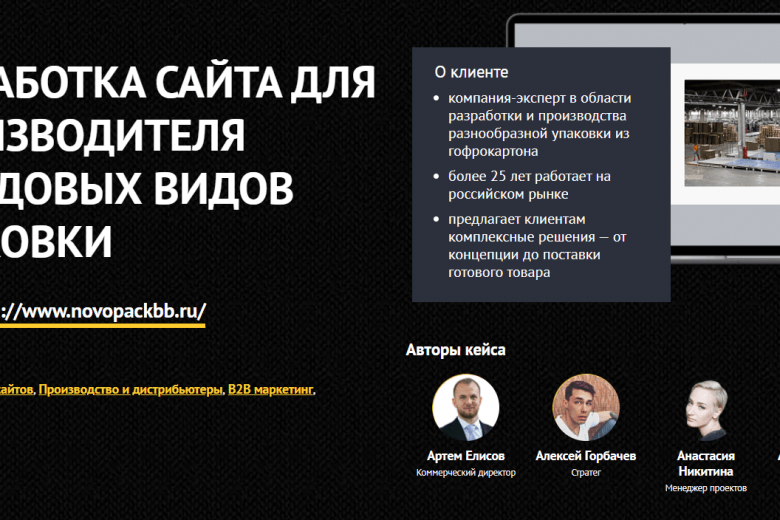 АБОТКА САЙТА ДЛЯ
ИЗВОДИТЕЛЯ
ДОВЫХ ВИДОВ
ОВКИ
://www.novopackbb.ru/
сайтов, Производство и дистрибьютеры, B2B маркетинг,
О клиенте
• компания-эксперт в области
разработки и производства
разнообразной упаковки из
гофрокартона
• более 25 лет работает на
российском рынке
• предлагает клиентам
комплексные решения — от
концепции до поставки
готового товара
Авторы кейса
Артем Елисов
Коммерческий директор
Алексей Горбачев
Стратег
Анастасия
Никитина
Менеджер проектов